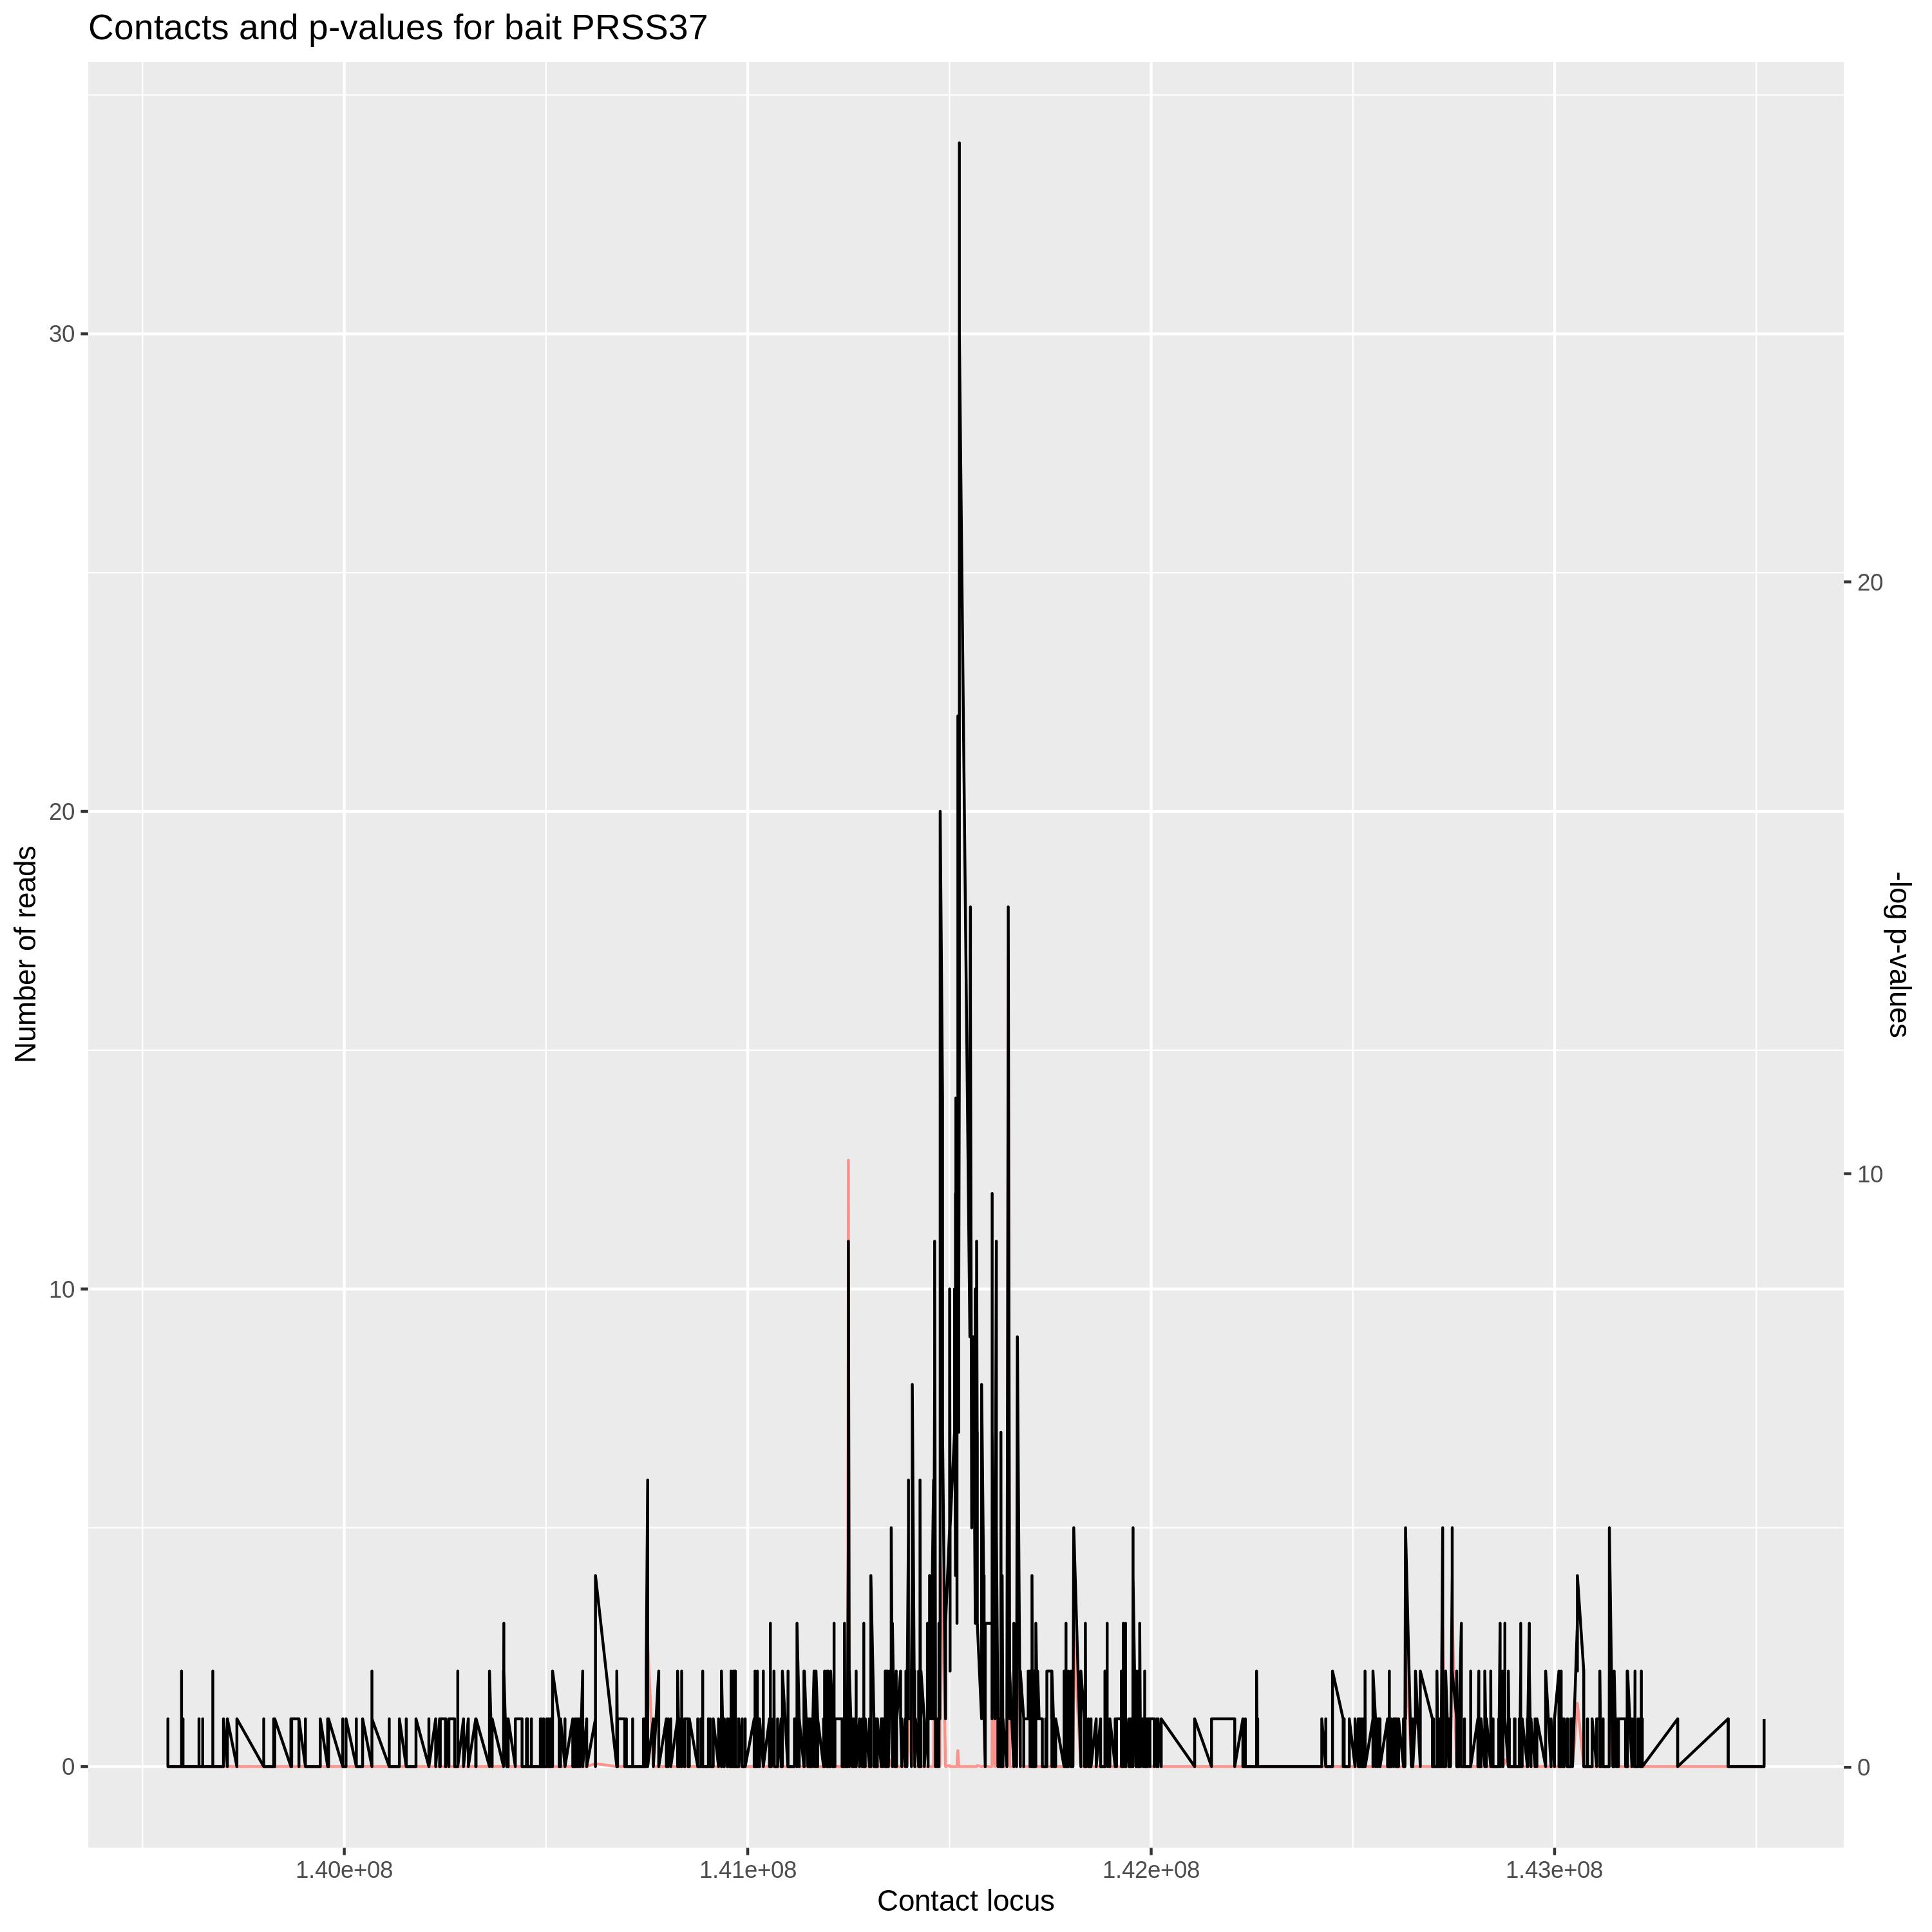 Contacts and p-values for bait PRSS37
30
20
10
0
Number of reads
20
10
0
-log p-values
1.40e+08
1.41e+08
1.42e+08
1.43e+08
Contact locus